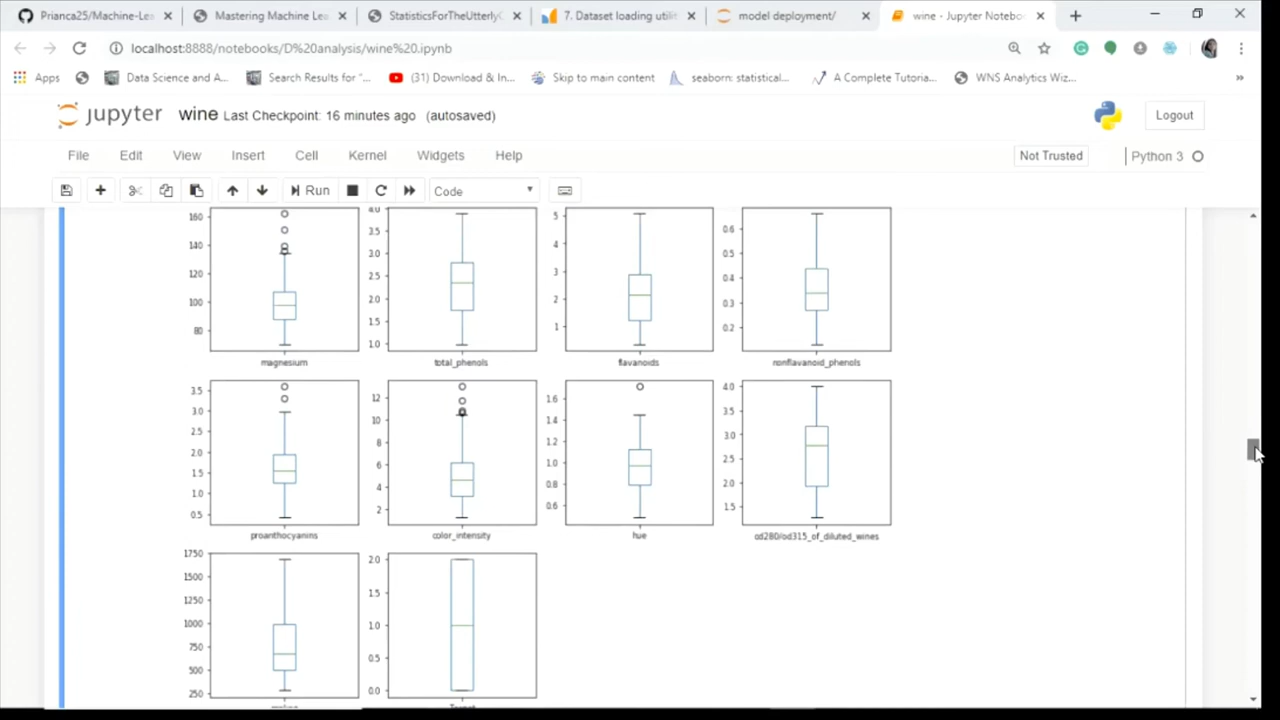 Prianca25/Machine-Lea
Mastering Machine Lea
StatisticsForTheUtterly
7. Dataset loading utilit
model deployment/
wine - Jupyter Notebo
localhost:8888/notebooks/D%20analysis/wine%20.ipynb
Apps
Data Science and A...
Search Results for "...
(31) Download & In...
Skip to main content
seaborn: statistical...
A Complete Tutoria...
WNS Analytics Wiz...
»
jupyter wine Last Checkpoint: 16 minutes ago (autosaved)
Logout
File Edit View Insert Cell Kernel Widgets Help
Not Trusted
Python 3
Run
Code
160 140 120 100 80
magnesium
4.0 3.5 3.0 2.5 2.0 1.5 1.0
total_phenols
5 4 3 2 1
flavanoids
0.6 0.5 0.4 0.3 0.2
nonflavanoid_phenols
3.5 3.0 2.5 2.0 1.5 1.0 0.5
proanthocyanins
12 10 8 6 4 2
color_intensity
1.6 1.4 1.2 1.0 0.8 0.6
hue
4.0 3.5 3.0 2.5 2.0 1.5
od280/od315_of_diluted_wines
1750 1500 1250 1000 750 500 250
2.0 1.5 1.0 0.5 0.0